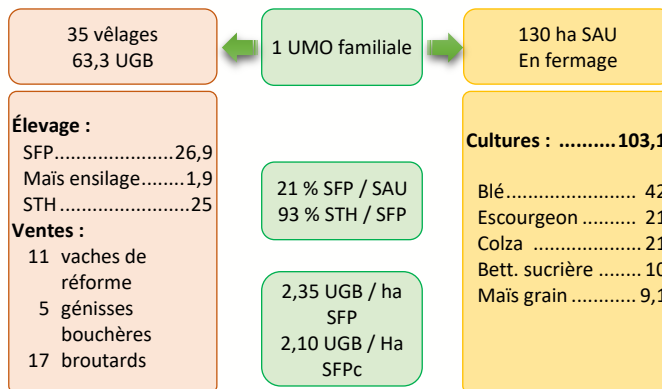 35 vêlages
63,3 UGB
1 UMO familiale
130 ha SAU
En fermage
Élevage :
SFP......................26,9
Maïs ensilage......1,9
STH .......................25
Ventes :
11 vaches de
réforme
5 génisses
bouchères
17 broutards
21 % SFP / SAU
93 % STH / SFP
2,35 UGB / ha
SFP
2,10 UGB / Ha
SFPc
Cultures : ..........103,1
Blé.......................... 42
Escourgeon .......... 21
Colza .................... 21
Bett. sucrière ....... 10
Maïs grain ............ 9,1